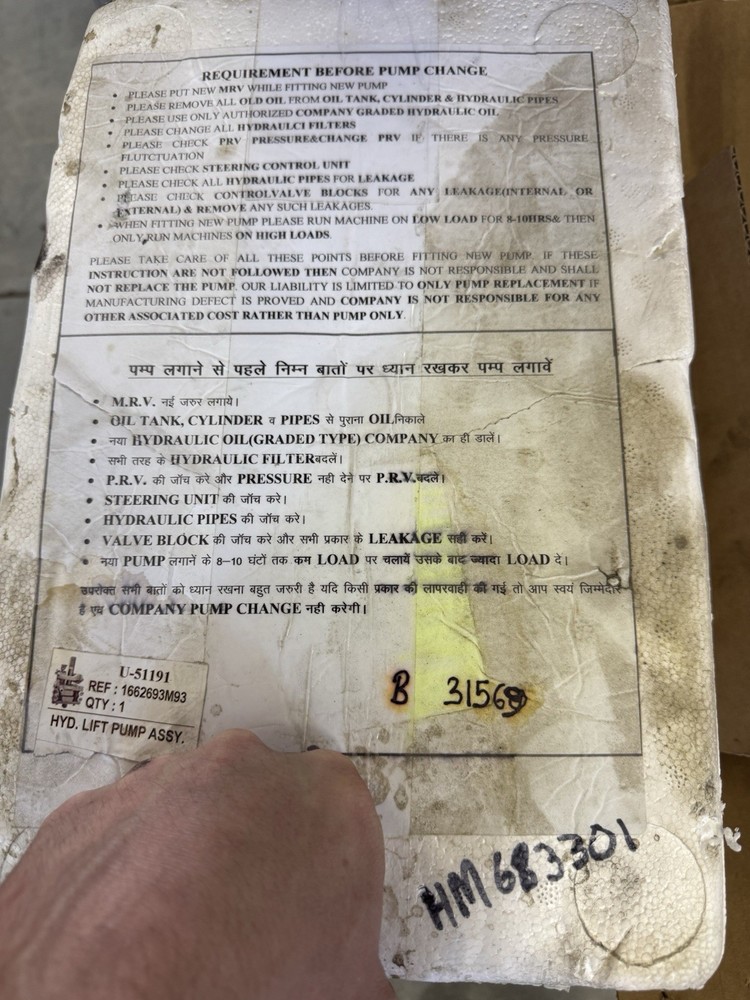 REQUIREMENT BEFORE PUMP CHANGE
• PLEASE PUT NEW MRV WHILE FITTING NEW PUMP
• PLEASE REMOVE ALL OLD OIL FROM OIL TANK, CYLINDER & HYDRAULIC PIPES
• PLEASE USE ONLY AUTHORIZED COMPANY GRADED HYDRAULIC OIL
• PLEASE CHANGE ALL HYDRAULCI FILTERS
• PLEASE CHECK PRV PRESSURE&CHANGE PRV IF THERE IS ANY PRESSURE
FLUTCTUATION
• PLEASE CHECK STEERING CONTROL UNIT
• PLEASE CHECK ALL HYDRAULIC PIPES FOR LEAKAGE
• PLEASE CHECK CONTROLVALVE BLOCKS FOR ANY LEAKAGE(INTERNAL OR
EXTERNAL) & REMOVE ANY SUCH LEAKAGES.
• WHEN FITTING NEW PUMP PLEASE RUN MACHINE ON LOW LOAD FOR 8-10HRS& THEN
ONLY RUN MACHINES ON HIGH LOADS.
PLEASE TAKE CARE OF ALL THESE POINTS BEFORE FITTING NEW PUMP. IF THESE
INSTRUCTION ARE NOT FOLLOWED THEN COMPANY IS NOT RESPONSIBLE AND SHALL
NOT REPLACE THE PUMP. OUR LIABILITY IS LIMITED TO ONLY PUMP REPLACEMENT IF
MANUFACTURING DEFECT IS PROVED AND COMPANY IS NOT RESPONSIBLE FOR ANY
OTHER ASSOCIATED COST RATHER THAN PUMP ONLY.
पम्प लगाने से पहले निम्न बातों पर ध्यान रखकर पम्प लगावें
• M.R.V. नई जरुर लगाये।
• OIL TANK, CYLINDER व PIPES से पुराना OILनिकाले
• नया HYDRAULIC OIL(GRADED TYPE) COMPANY का ही डालें।
• सभी तरह के HYDRAULIC FILTERबदलें।
• P.R.V. की जॉच करे और PRESSURE नही देने पर P.R.V.बदलें।
• STEERING UNIT की जॉच करे।
• HYDRAULIC PIPES की जॉच करे।
• VALVE BLOCK की जॉच करे और सभी प्रकार के LEAKAGE सही करें।
• नया PUMP लगानें के 8-10 घंटों तक कम LOAD पर चलायें उसके बाद ज्यादा LOAD दे।
उपरोक्त सभी बातों को ध्यान रखना बहुत जरुरी है यदि किसी प्रकार की लापरवाही की गई तो आप स्वयं जिम्मेदार
है एवं COMPANY PUMP CHANGE नही करेगी।
U-51191
REF : 1662693M93
QTY : 1
HYD. LIFT PUMP ASSY.
B
HM683301